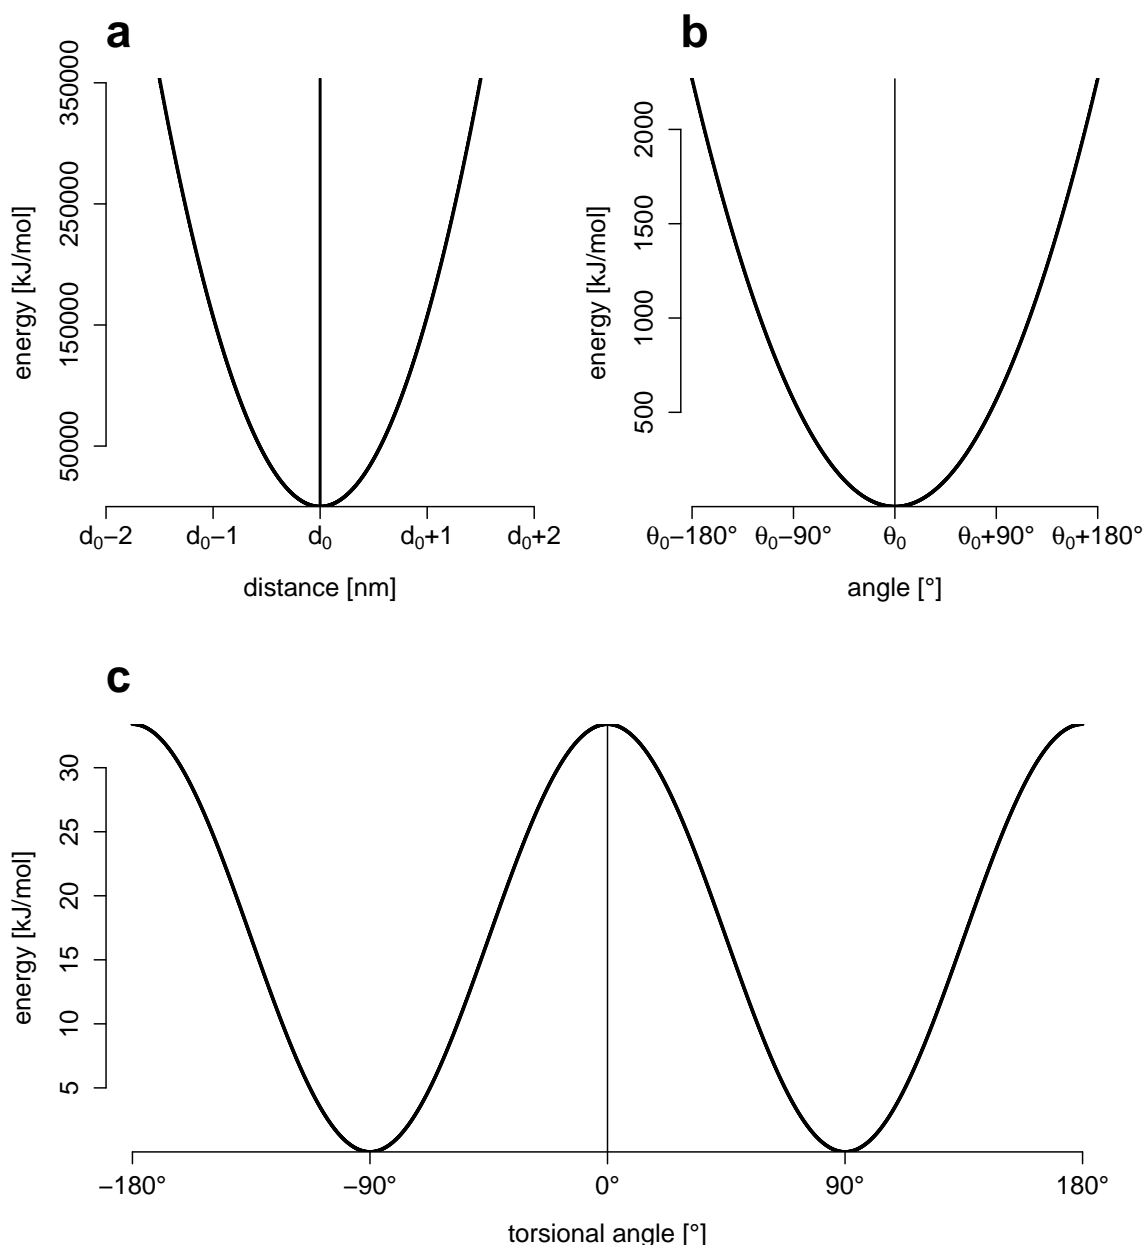 a
energy [kJ/mol]
350000
250000
150000
50000
d₀−2 d₀−1 d₀ d₀+1 d₀+2
distance [nm]
b
energy [kJ/mol]
2000
1500
1000
500
θ₀−180° θ₀−90° θ₀ θ₀+90° θ₀+180°
angle [°]
c
energy [kJ/mol]
30
25
20
15
10
5
−180° −90° 0° 90° 180°
torsional angle [°]